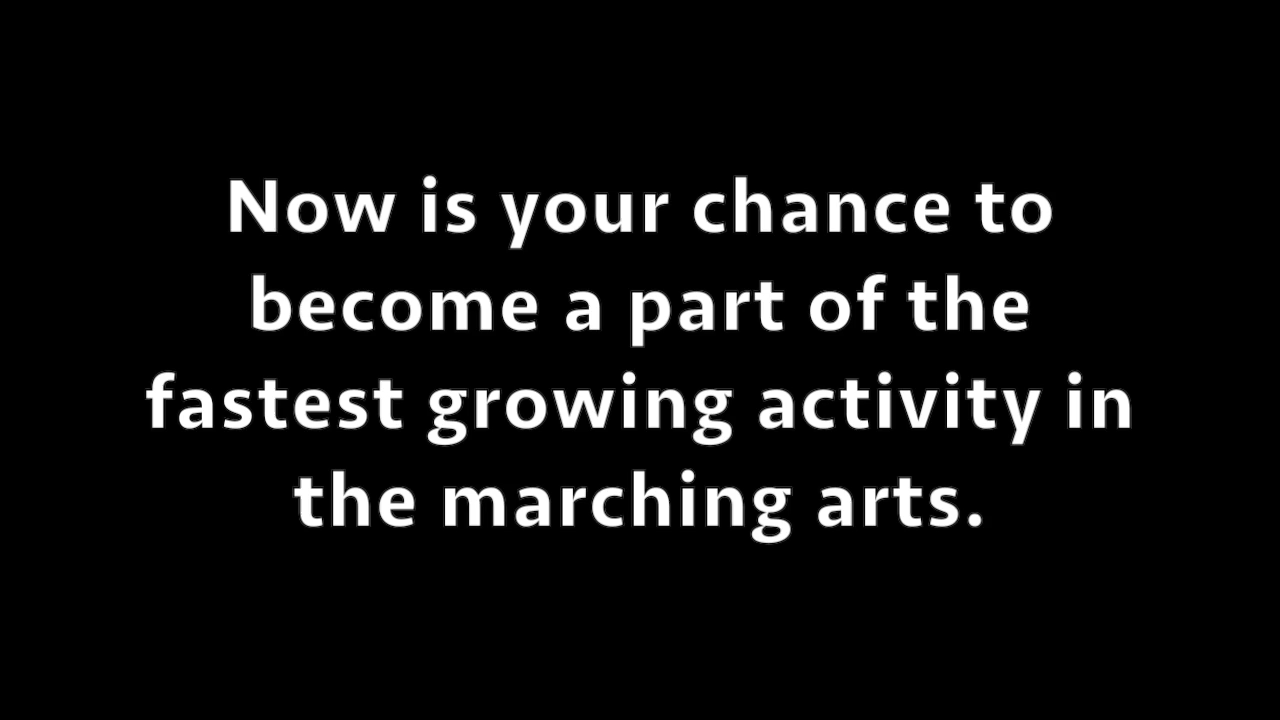 Now is your chance to
become a part of the
fastest growing activity in
the marching arts.